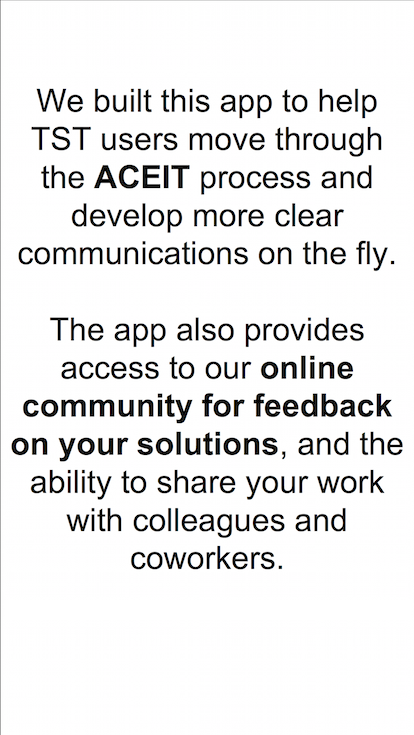 We built this app to help
TST users move through
the ACEIT process and
develop more clear
communications on the fly.
The app also provides
access to our online
community for feedback
on your solutions, and the
ability to share your work
with colleagues and
coworkers.